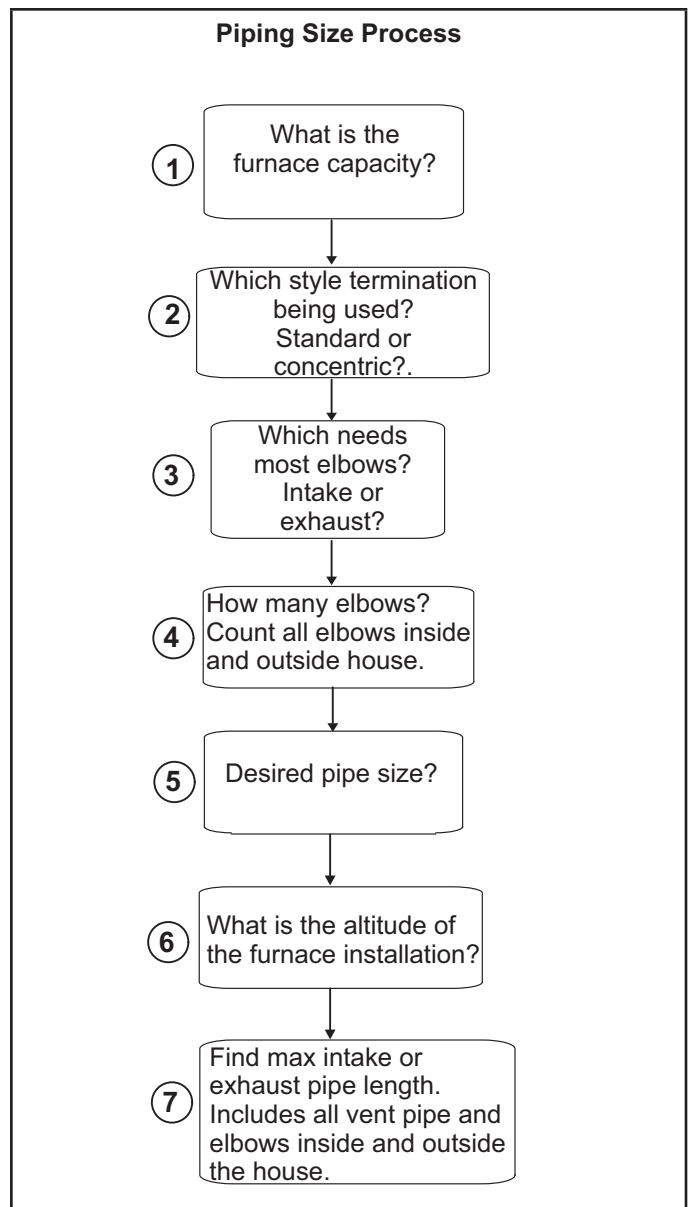 Piping Size Process
1
What is the
furnace capacity?
2
Which style termination
being used?
Standard or
concentric?.
3
Which needs
most elbows?
Intake or
exhaust?
4
How many elbows?
Count all elbows inside
and outside house.
5
Desired pipe size?
6
What is the altitude of
the furnace installation?
7
Find max intake or
exhaust pipe length.
Includes all vent pipe and
elbows inside and outside
the house.